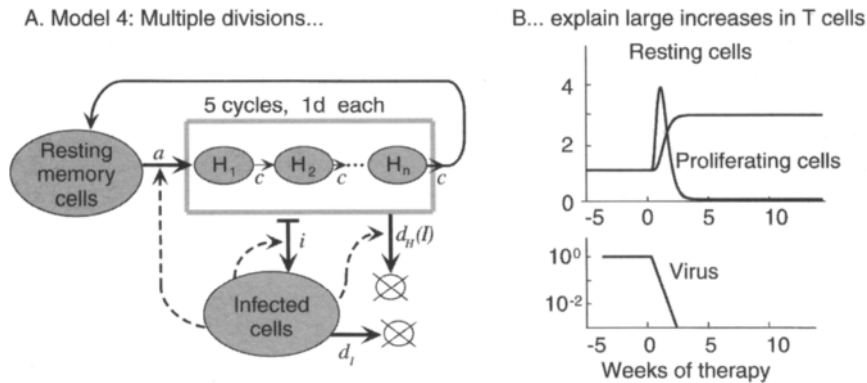 A. Model 4: Multiple divisions...
5 cycles, 1d each
Resting
memory
cells
a
H1
c
H2
c
Hn
c
i
dH(I)
Infected
cells
dI
B... explain large increases in T cells
Resting cells
4
2
0
Proliferating cells
-5 0 5 10
10^0
10^-2
Virus
-5 0 5 10
Weeks of therapy